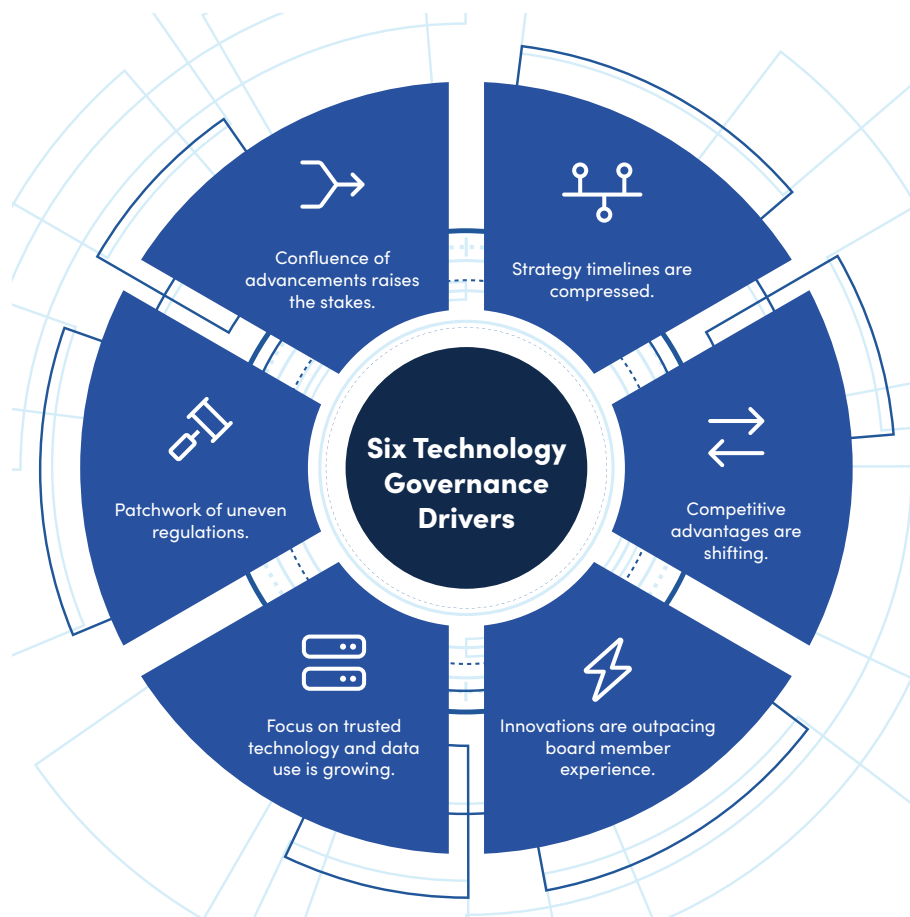 Six Technology
Governance
Drivers
Confluence of
advancements raises
the stakes.
Strategy timelines are
compressed.
Competitive
advantages are
shifting.
Innovations are outpacing
board member
experience.
Focus on trusted
technology and data
use is growing.
Patchwork of uneven
regulations.